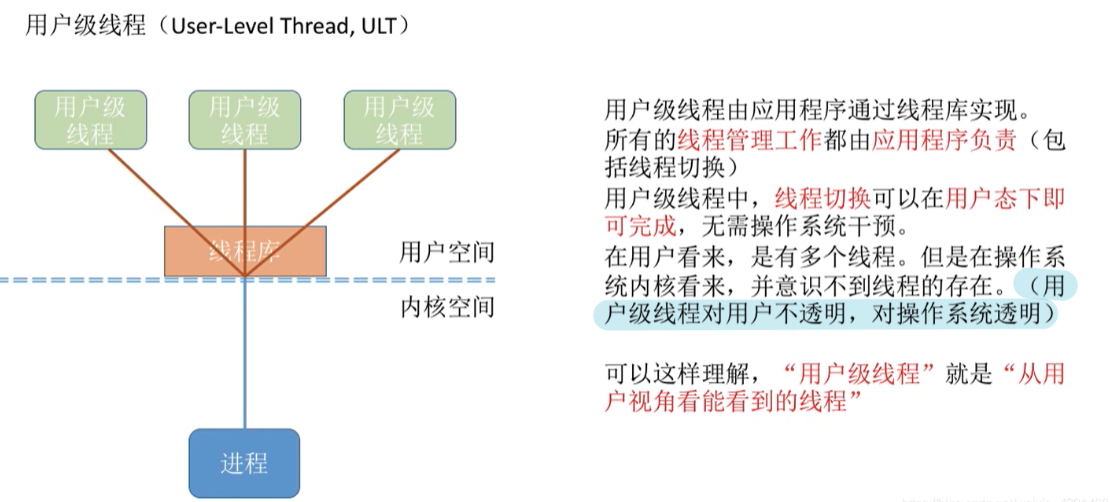 用户级线程（User-Level Thread, ULT）
用户级
线程
用户级
线程
用户级
线程
线程库
用户空间
内核空间
进程
用户级线程由应用程序通过线程库实现。
所有的线程管理工作都由应用程序负责（包
括线程切换）
用户级线程中，线程切换可以在用户态下即
可完成，无需操作系统干预。
在用户看来，是有多个线程。但是在操作系
统内核看来，并意识不到线程的存在。（用
户级线程对用户不透明，对操作系统透明）
可以这样理解，“用户级线程”就是“从用
户视角看能看到的线程”